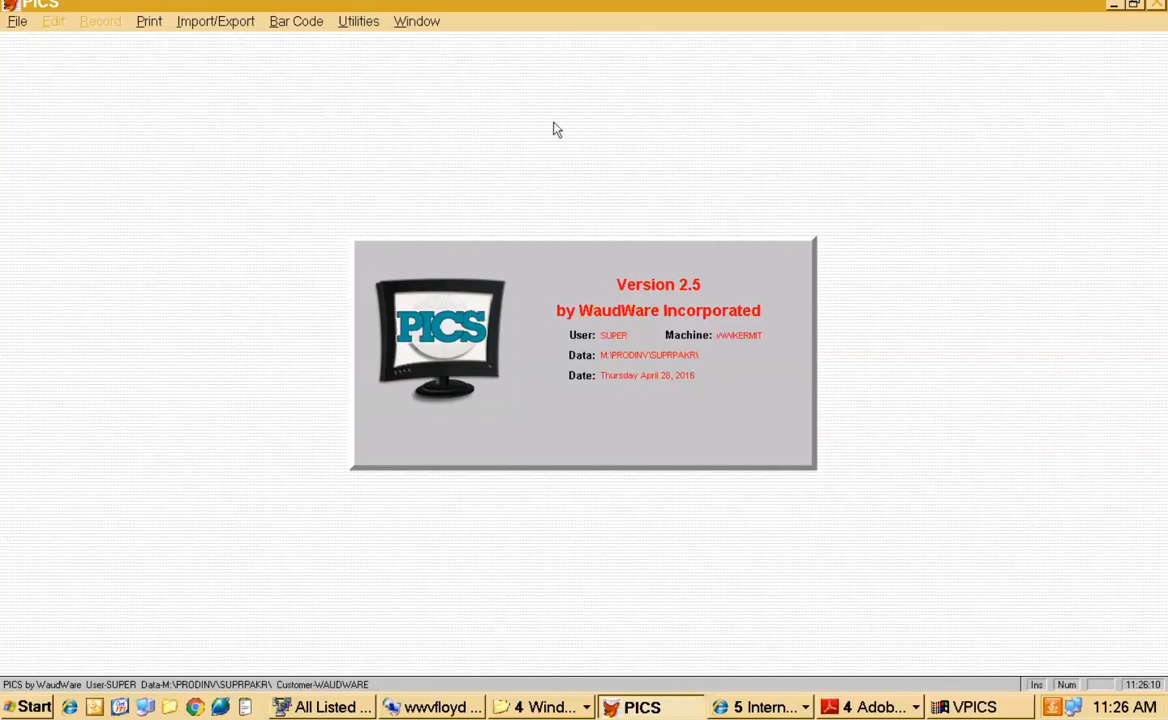 PICS
File Edit Record Print Import/Export Bar Code Utilities Window
PICS
Version 2.5
by WaudWare Incorporated
User: SUPER Machine: WWKERMIT
Data: M:\PRODINV\SUPRPAKR\
Date: Thursday April 28, 2016
PICS by WaudWare User-SUPER Data-M:\PRODINV\SUPRPAKR\ Customer-WAUDWARE Ins Num 11:26:10
Start All Listed ... wwvfloyd ... 4 Wind... PICS 5 Intern... 4 Adob... VPICS 11:26 AM